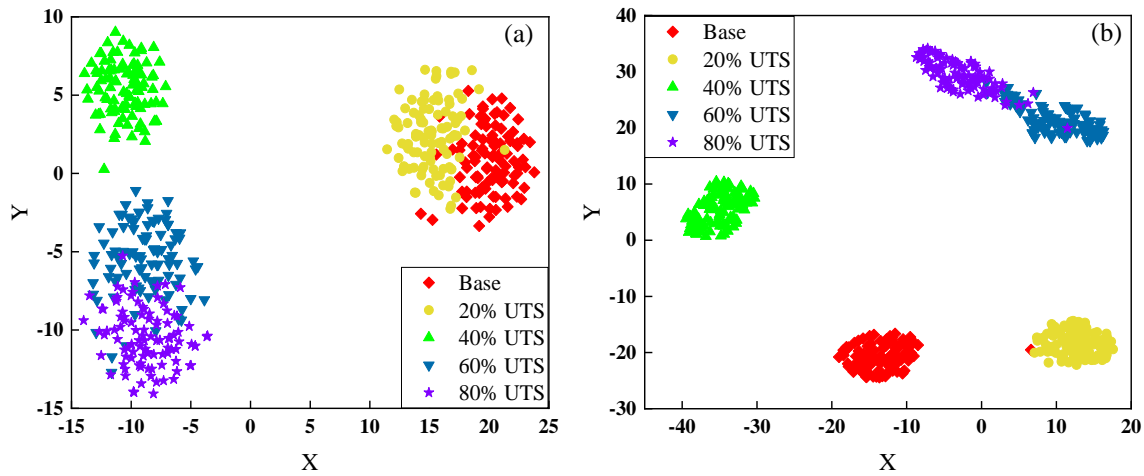 (a)
10
5
0
-5
-10
-15
Y
-15 -10 -5 0 5 10 15 20 25
X
Base
20% UTS
40% UTS
60% UTS
80% UTS
(b)
40
30
20
10
0
-10
-20
-30
Y
-40 -30 -20 -10 0 10 20
X
Base
20% UTS
40% UTS
60% UTS
80% UTS